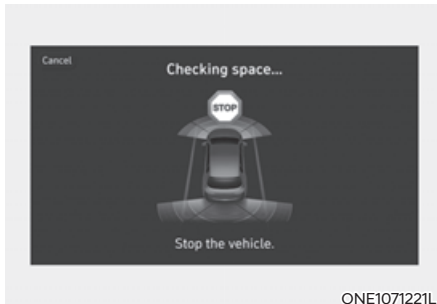 Cancel
Checking space...
STOP
Stop the vehicle.
ONE1071221L